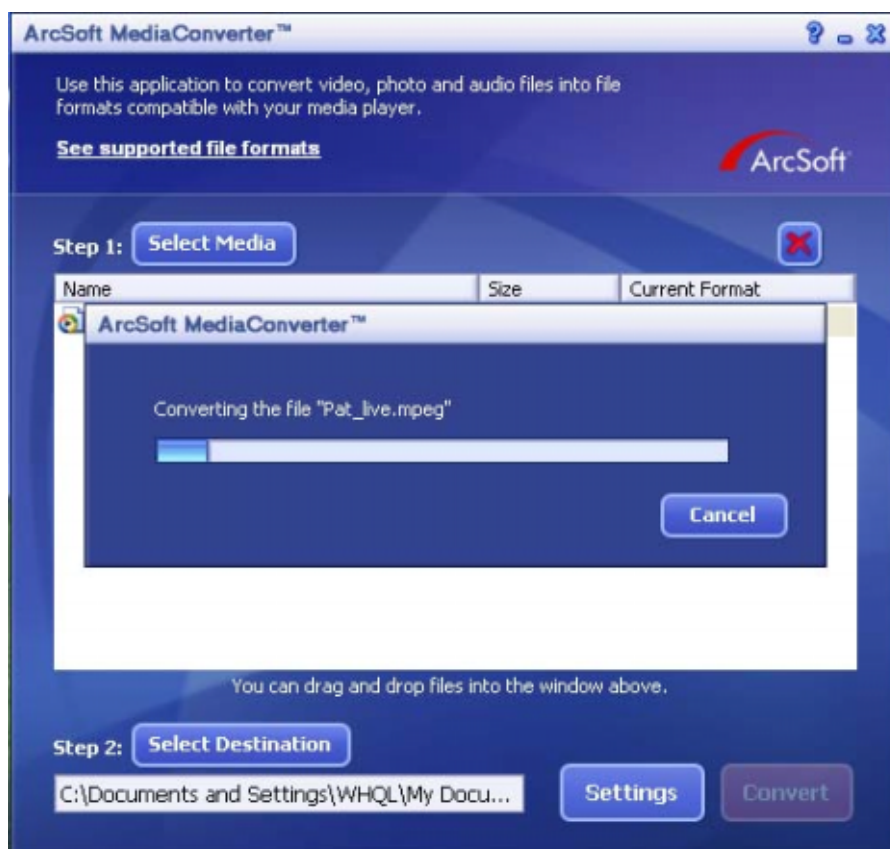 ArcSoft MediaConverter™
Use this application to convert video, photo and audio files into file
formats compatible with your media player.
See supported file formats
ArcSoft
Step 1: Select Media
Name Size Current Format
ArcSoft MediaConverter™
Converting the file "Pat_live.mpeg"
Cancel
You can drag and drop files into the window above.
Step 2: Select Destination
C:\Documents and Settings\WHQL\My Docu... Settings Convert